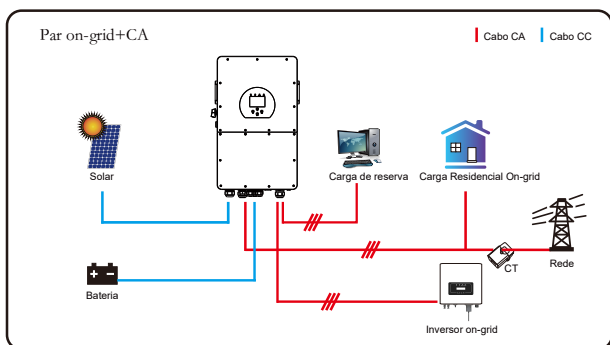 Par on-grid+CA
Cabo CA
Cabo CC
Solar
Carga de reserva
Carga Residencial On-grid
CT
Rede
Bateria
Inversor on-grid